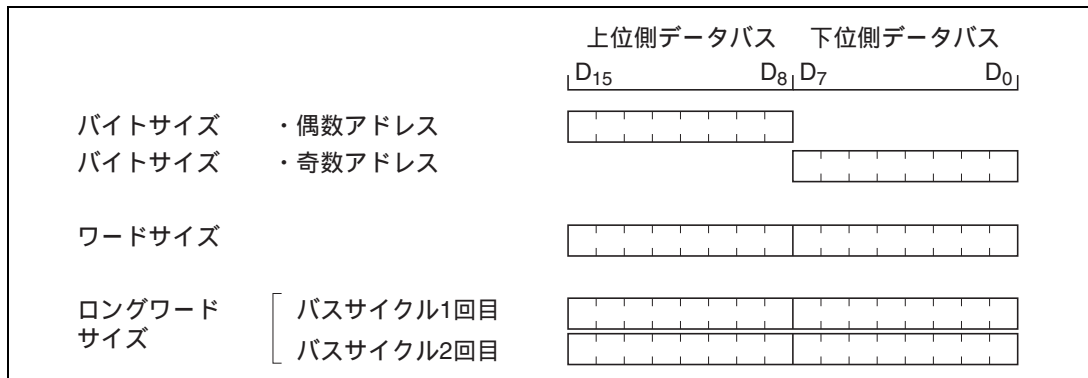 上位側データバス 下位側データバス
D15 D8 D7 D0
バイトサイズ ・偶数アドレス
バイトサイズ ・奇数アドレス
ワードサイズ
ロングワード
サイズ
バスサイクル1回目
バスサイクル2回目